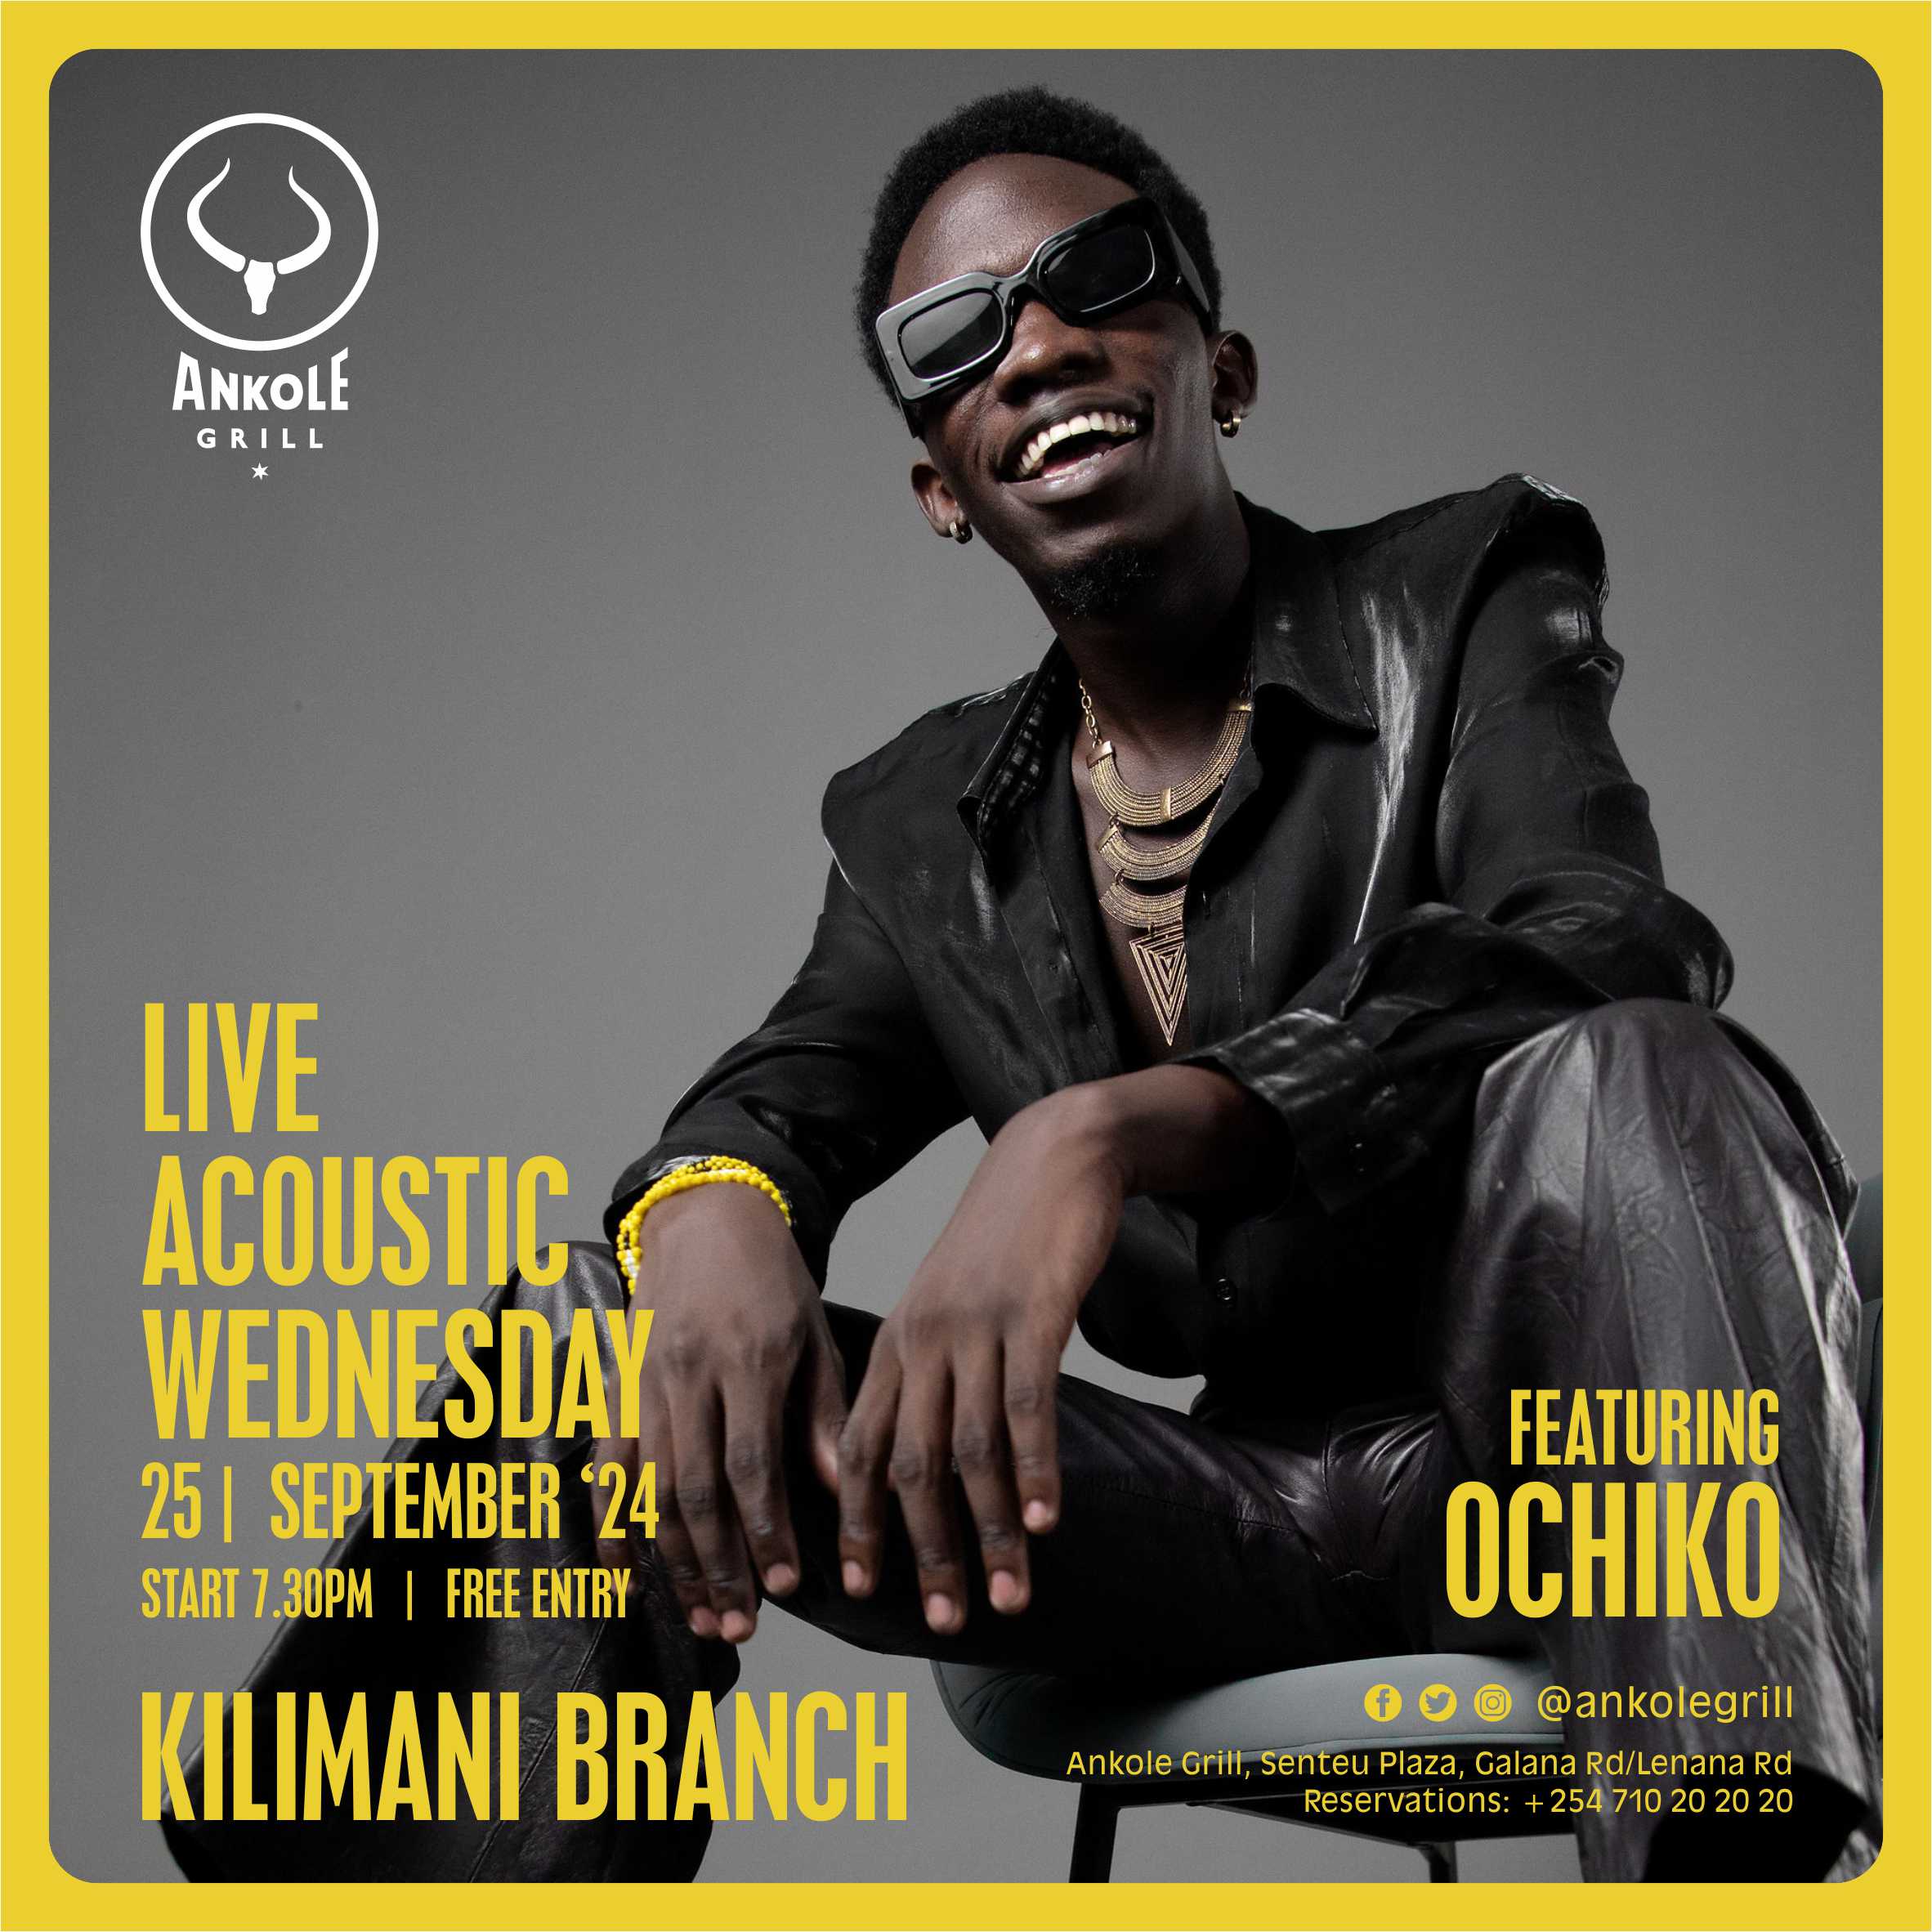 ANKOLE
GRILL
LIVE
ACOUSTIC
WEDNESDAY
25 | SEPTEMBER ‘24
START 7.30PM | FREE ENTRY
KILIMANI BRANCH
FEATURING
OCHIKO
@ankolegrill
Ankole Grill, Senteu Plaza, Galana Rd/Lenana Rd
Reservations: +254 710 20 20 20